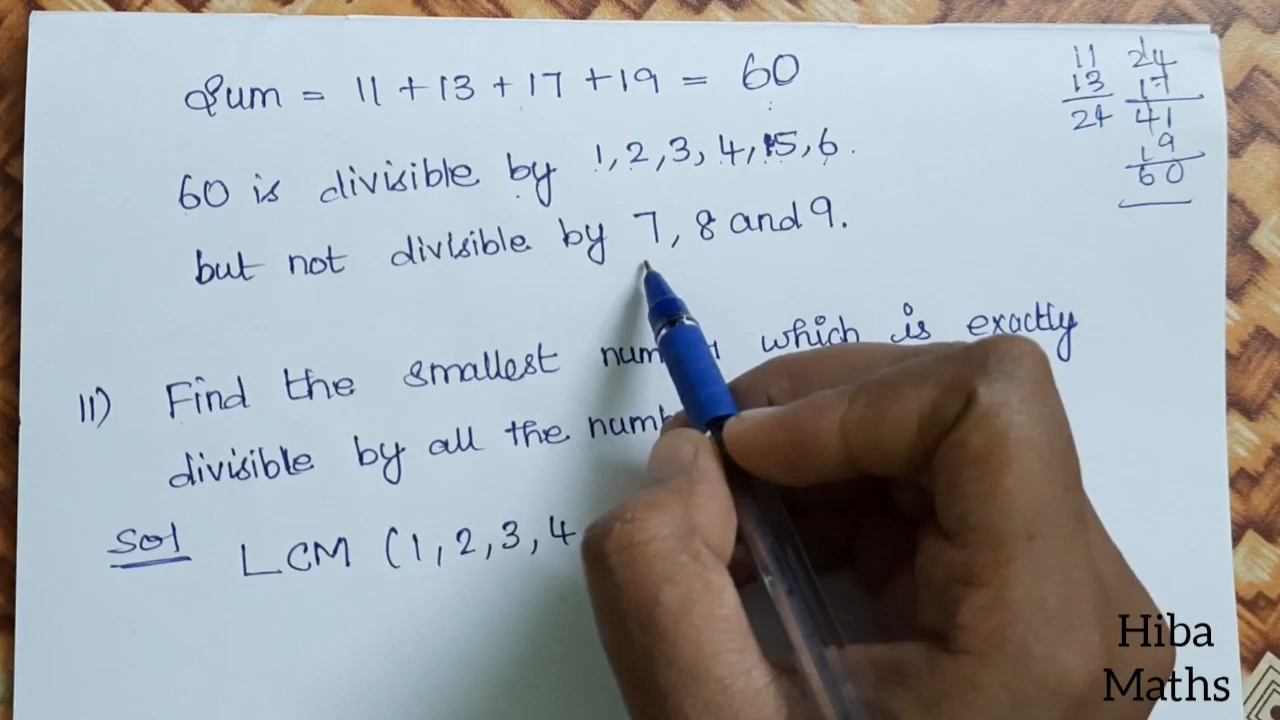 Sum = 11 + 13 + 17 + 19 = 60
60 is divisible by 1, 2, 3, 4, 5, 6.
but not divisible by 7, 8 and 9.
11) Find the smallest which is exactly
divisible by all the
Sol LCM (1, 2, 3, 4
11
13
24
24
17
41
19
60
Hiba
Maths